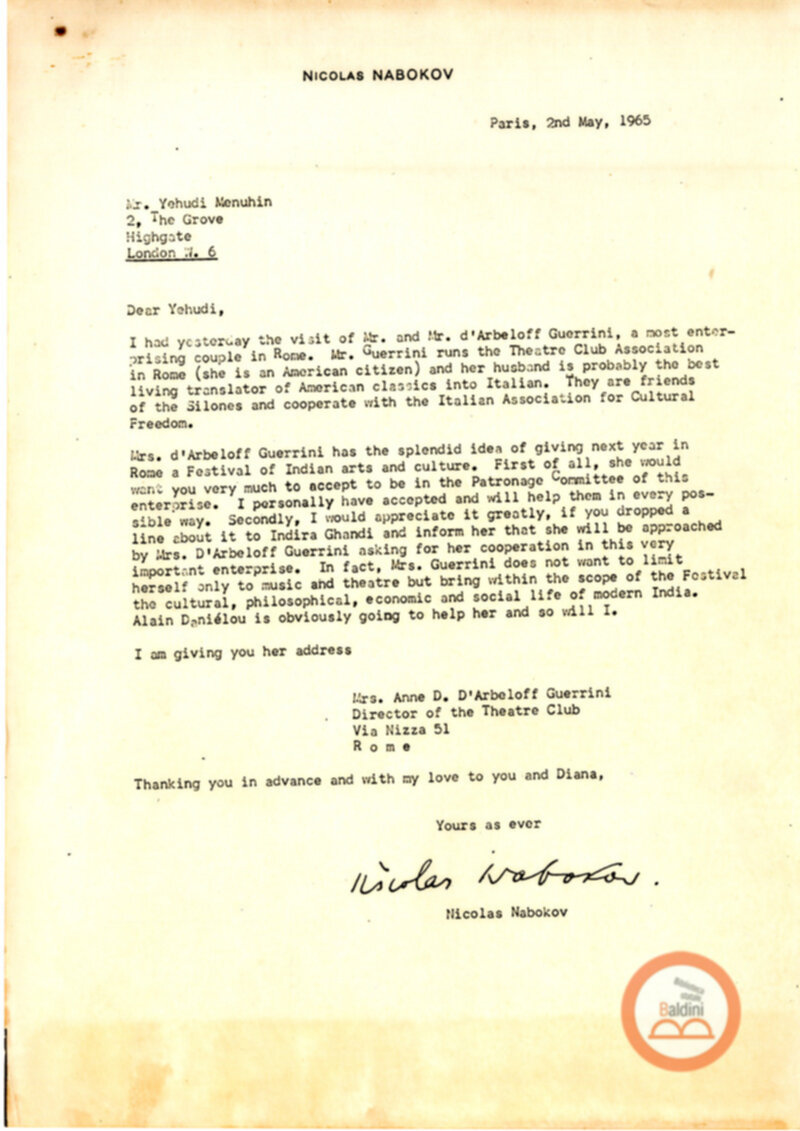 NICOLAS NABOKOV
Paris, 2nd May, 1965
Mr. Yehudi Menuhin
2, The Grove
Highgate
London N. 6
Dear Yehudi,
I had yesterday the visit of Mr. and Mr. d'Arbeloff Guerrini, a most enter-
prising couple in Rome. Mr. Guerrini runs the Theatre Club Association
in Rome (she is an American citizen) and her husband is probably the best
living translator of American classics into Italian. They are friends
of the Silones and cooperate with the Italian Association for Cultural
Freedom.
Mrs. d'Arbeloff Guerrini has the splendid idea of giving next year in
Rome a Festival of Indian arts and culture. First of all, she would
want you very much to accept to be in the Patronage Committee of this
enterprise. I personally have accepted and will help them in every pos-
sible way. Secondly, I would appreciate it greatly, if you dropped a
line about it to Indira Ghandi and inform her that she will be approached
by Mrs. D'Arbeloff Guerrini asking for her cooperation in this very
important enterprise. In fact, Mrs. Guerrini does not want to limit
herself only to music and theatre but bring within the scope of the Festival
the cultural, philosophical, economic and social life of modern India.
Alain Daniélou is obviously going to help her and so will I.
I am giving you her address
Mrs. Anne D. D'Arbeloff Guerrini
Director of the Theatre Club
Via Nizza 51
R o m e
Thanking you in advance and with my love to you and Diana,
Yours as ever
Nicolas Nabokov.
Nicolas Nabokov
Biblioteca
statale
Baldini